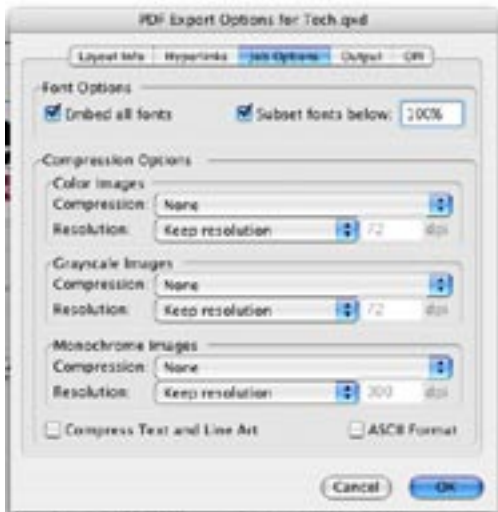 PDF Export Options for Tech.qxd
Layout Info Hyperlinks Job Options Output OPI
Font Options
Embed all fonts Subset fonts below: 100%
Compression Options
Color Images
Compression: None
Resolution: Keep resolution 72 dpi
Grayscale Images
Compression: None
Resolution: Keep resolution 72 dpi
Monochrome Images
Compression: None
Resolution: Keep resolution 300 dpi
Compress Text and Line Art ASCII Format
Cancel OK